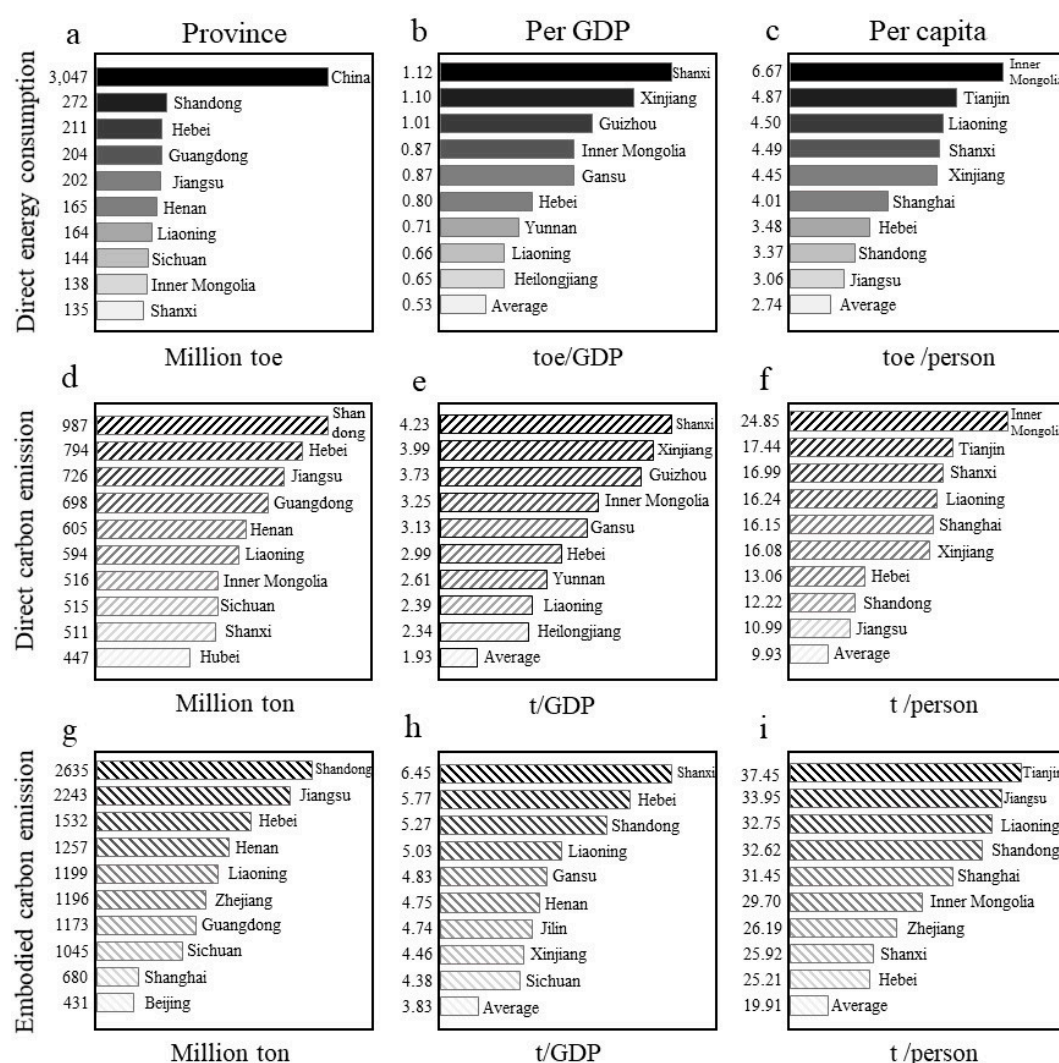 a Province
b Per GDP
c Per capita
Direct energy consumption
3,047 China
272 Shandong
211 Hebei
204 Guangdong
202 Jiangsu
165 Henan
164 Liaoning
144 Sichuan
138 Inner Mongolia
135 Shanxi
Million toe
1.12 Shanxi
1.10 Xinjiang
1.01 Guizhou
0.87 Inner Mongolia
0.87 Gansu
0.80 Hebei
0.71 Yunnan
0.66 Liaoning
0.65 Heilongjiang
0.53 Average
toe/GDP
6.67 Inner
Mongolia
4.87 Tianjin
4.50 Liaoning
4.49 Shanxi
4.45 Xinjiang
4.01 Shanghai
3.48 Hebei
3.37 Shandong
3.06 Jiangsu
2.74 Average
toe /person
Direct carbon emission
d
987 Shan
dong
794 Hebei
726 Jiangsu
698 Guangdong
605 Henan
594 Liaoning
516 Inner Mongolia
515 Sichuan
511 Shanxi
447 Hubei
Million ton
e
4.23 Shanxi
3.99 Xinjiang
3.73 Guizhou
3.25 Inner Mongolia
3.13 Gansu
2.99 Hebei
2.61 Yunnan
2.39 Liaoning
2.34 Heilongjiang
1.93 Average
t/GDP
f
24.85 Inner
Mongolia
17.44 Tianjin
16.99 Shanxi
16.24 Liaoning
16.15 Shanghai
16.08 Xinjiang
13.06 Hebei
12.22 Shandong
10.99 Jiangsu
9.93 Average
t /person
Embodied carbon emission
g
2635 Shandong
2243 Jiangsu
1532 Hebei
1257 Henan
1199 Liaoning
1196 Zhejiang
1173 Guangdong
1045 Sichuan
680 Shanghai
431 Beijing
Million ton
h
6.45 Shanxi
5.77 Hebei
5.27 Shandong
5.03 Liaoning
4.83 Gansu
4.75 Henan
4.74 Jilin
4.46 Xinjiang
4.38 Sichuan
3.83 Average
t/GDP
i
37.45 Tianjin
33.95 Jiangsu
32.75 Liaoning
32.62 Shandong
31.45 Shanghai
29.70 Inner Mongolia
26.19 Zhejiang
25.92 Shanxi
25.21 Hebei
19.91 Average
t /person